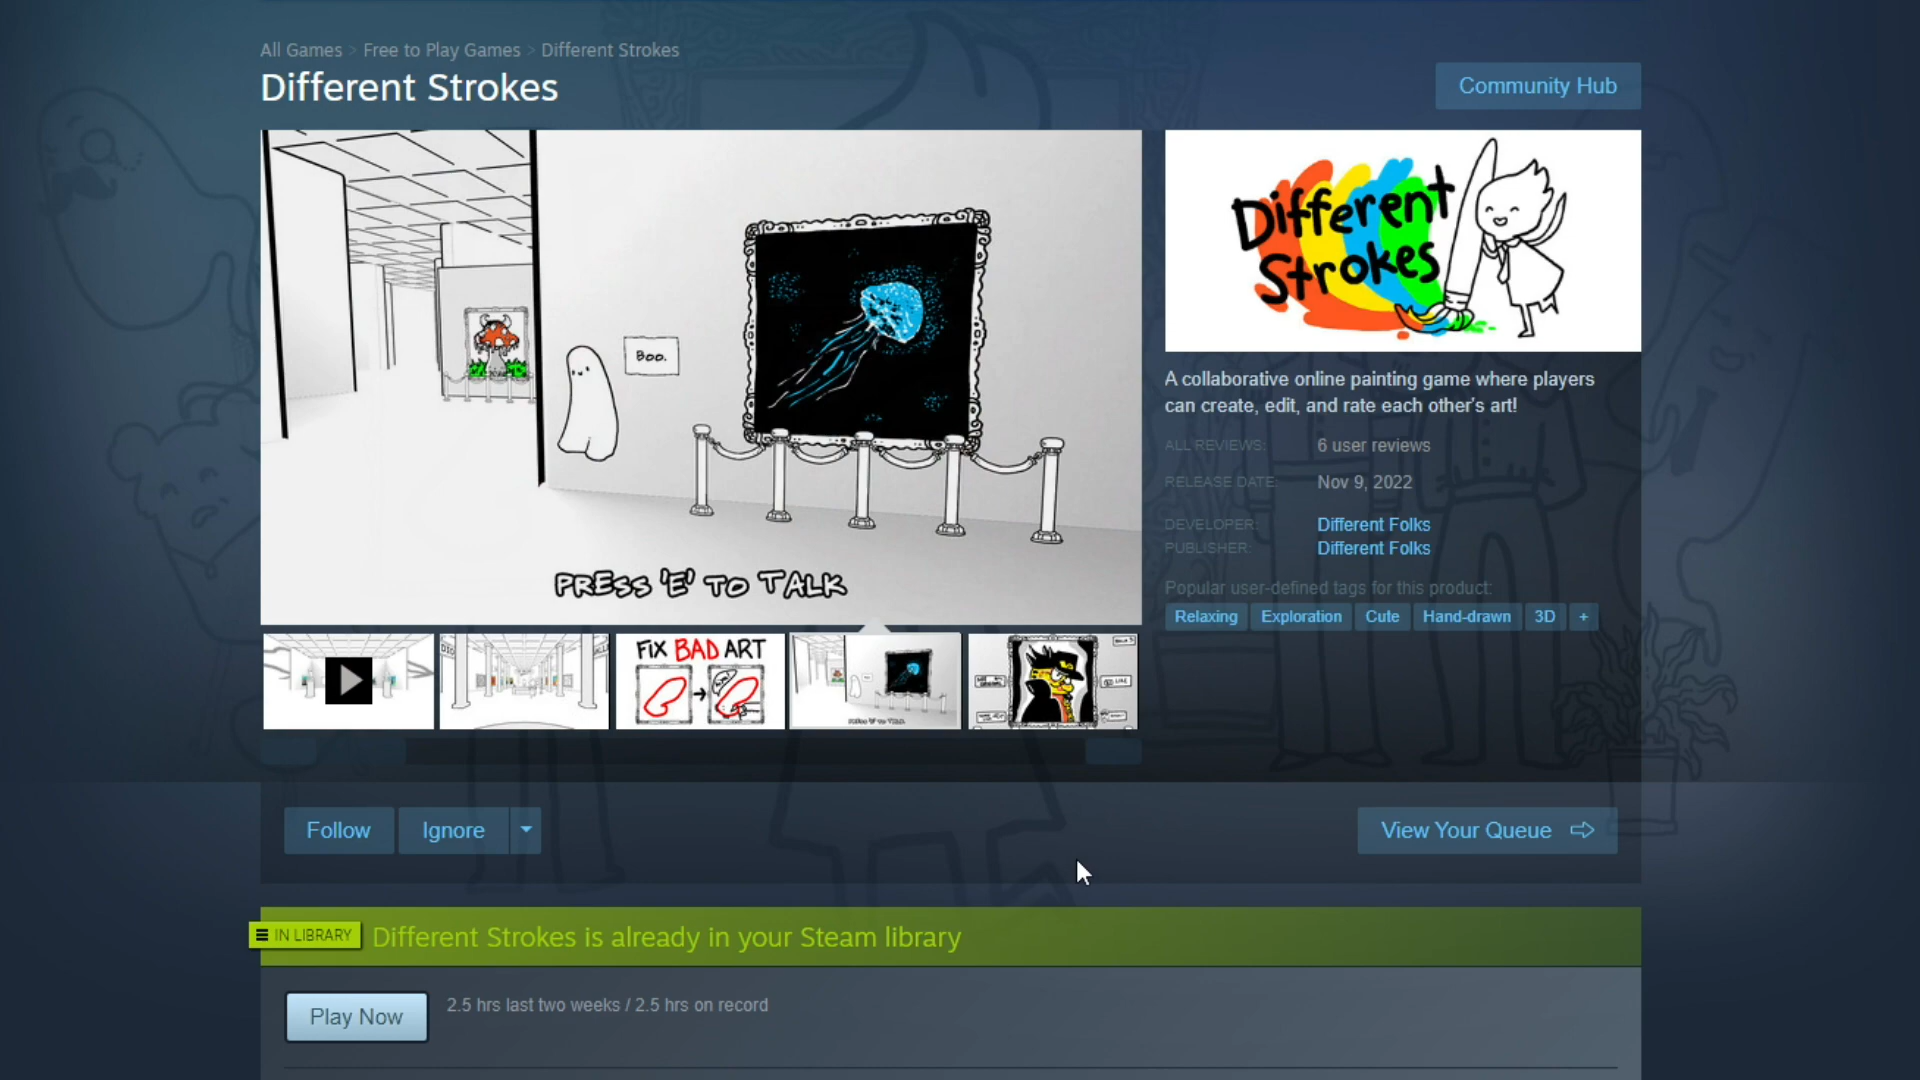 All Games > Free to Play Games > Different Strokes
Different Strokes
Community Hub
Boo.
PRESS 'E' TO TALK
Different
Strokes
A collaborative online painting game where players
can create, edit, and rate each other's art!
ALL REVIEWS: 6 user reviews
RELEASE DATE: Nov 9, 2022
DEVELOPER: Different Folks
PUBLISHER: Different Folks
Popular user-defined tags for this product:
Relaxing Exploration Cute Hand-drawn 3D +
FIX BAD ART
PRESS 'E' TO TALK
LIKE
Follow
Ignore
View Your Queue
IN LIBRARY
Different Strokes is already in your Steam library
Play Now
2.5 hrs last two weeks / 2.5 hrs on record